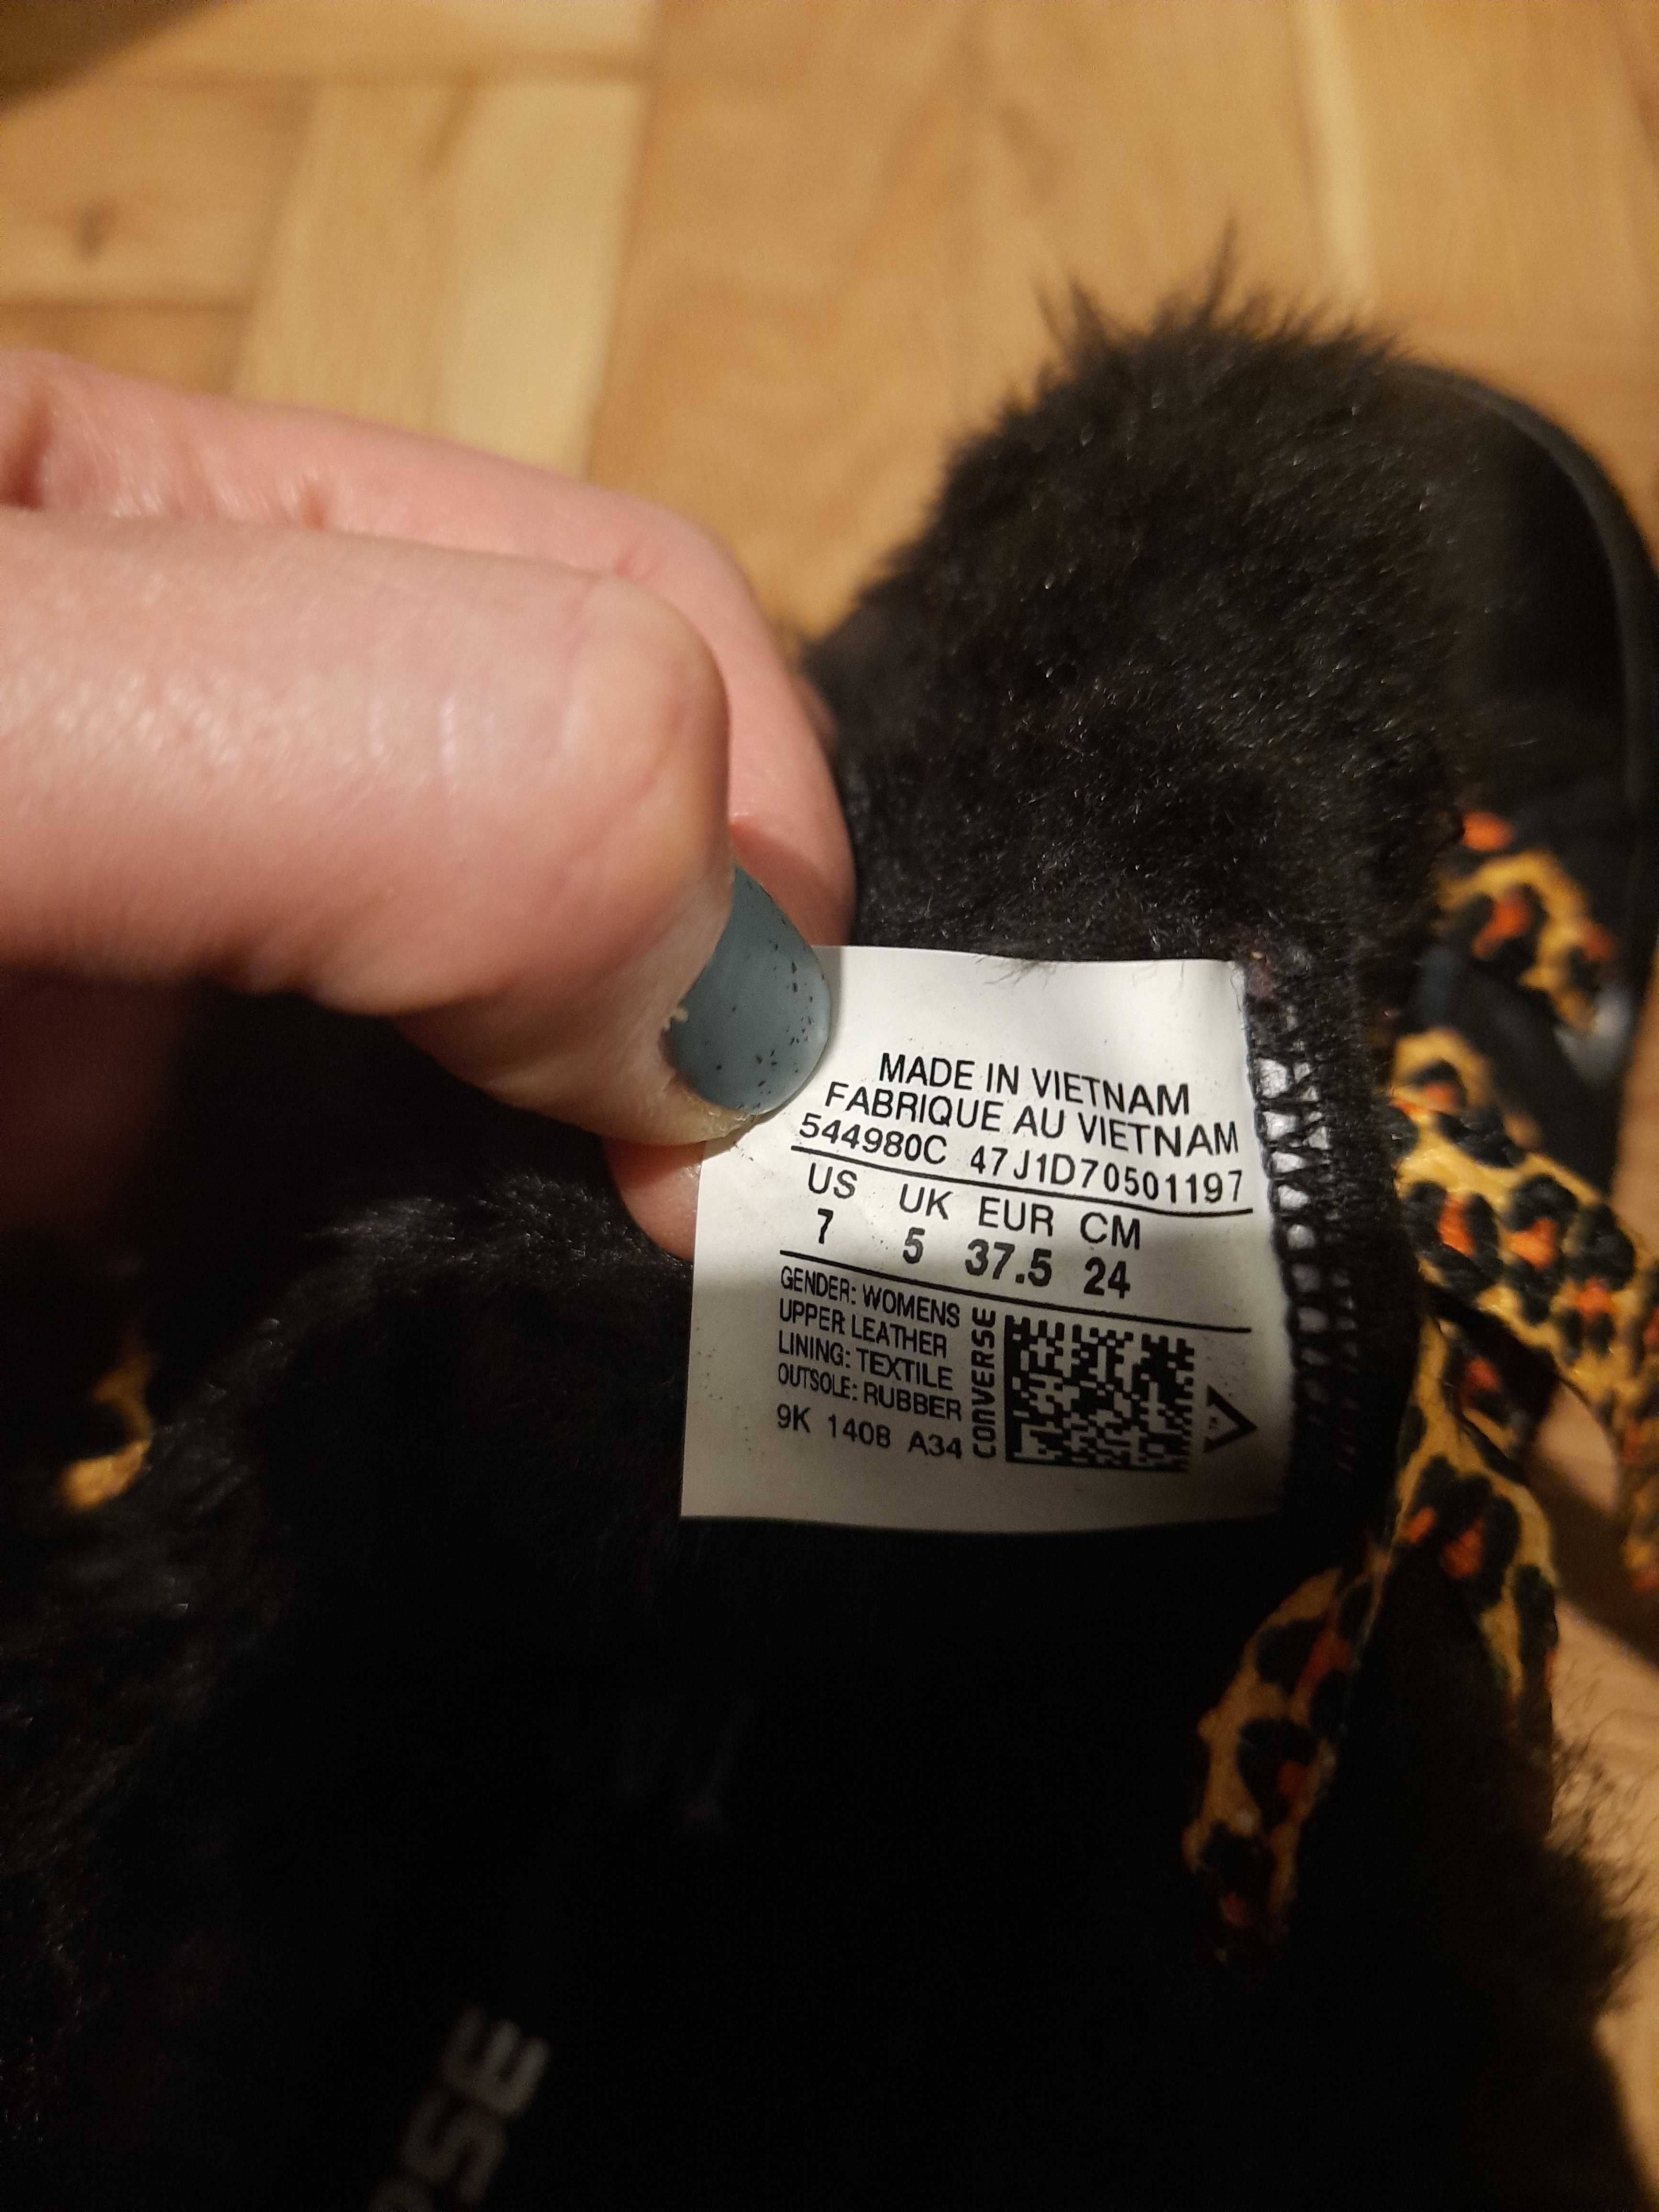 MADE IN VIETNAM
FABRIQUE AU VIETNAM
544980C 47J1D70501197
US UK EUR CM
7 5 37.5 24
GENDER: WOMENS
UPPER LEATHER
LINING: TEXTILE
OUTSOLE: RUBBER
9K 140B A34
CONVERSE